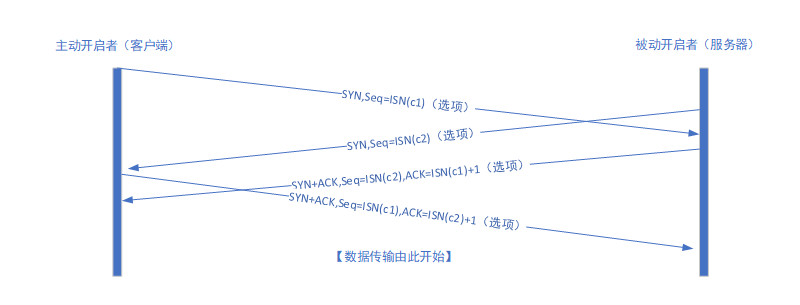 主动开启者（客户端）
被动开启者（服务器）
SYN,Seq=ISN(c1)（选项）
SYN,Seq=ISN(c2)（选项）
SYN+ACK,Seq=ISN(c2),ACK=ISN(c1)+1（选项）
SYN+ACK,Seq=ISN(c1),ACK=ISN(c2)+1（选项）
【数据传输由此开始】